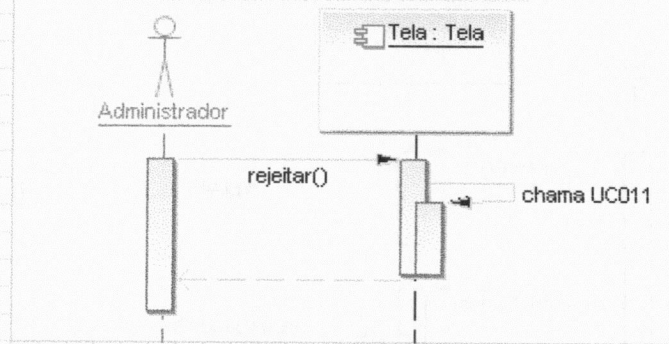 Tela : Tela
Administrador
rejeitar()
chama UC011